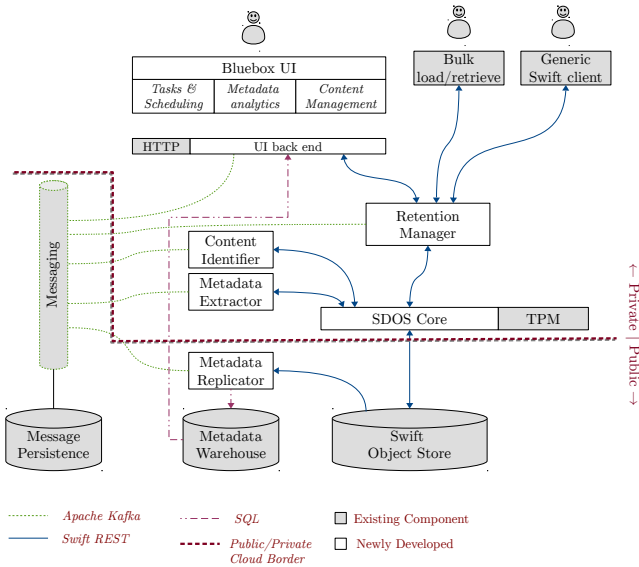 Bluebox UI
Tasks &
Scheduling
Metadata
analytics
Content
Management
Bulk
load/retrieve
Generic
Swift client
HTTP
UI back end
Messaging
Retention
Manager
Content
Identifier
Metadata
Extractor
SDOS Core
TPM
← Private | Public →
Metadata
Replicator
Message
Persistence
Metadata
Warehouse
Swift
Object Store
Apache Kafka
Swift REST
SQL
Public/Private
Cloud Border
Existing Component
Newly Developed